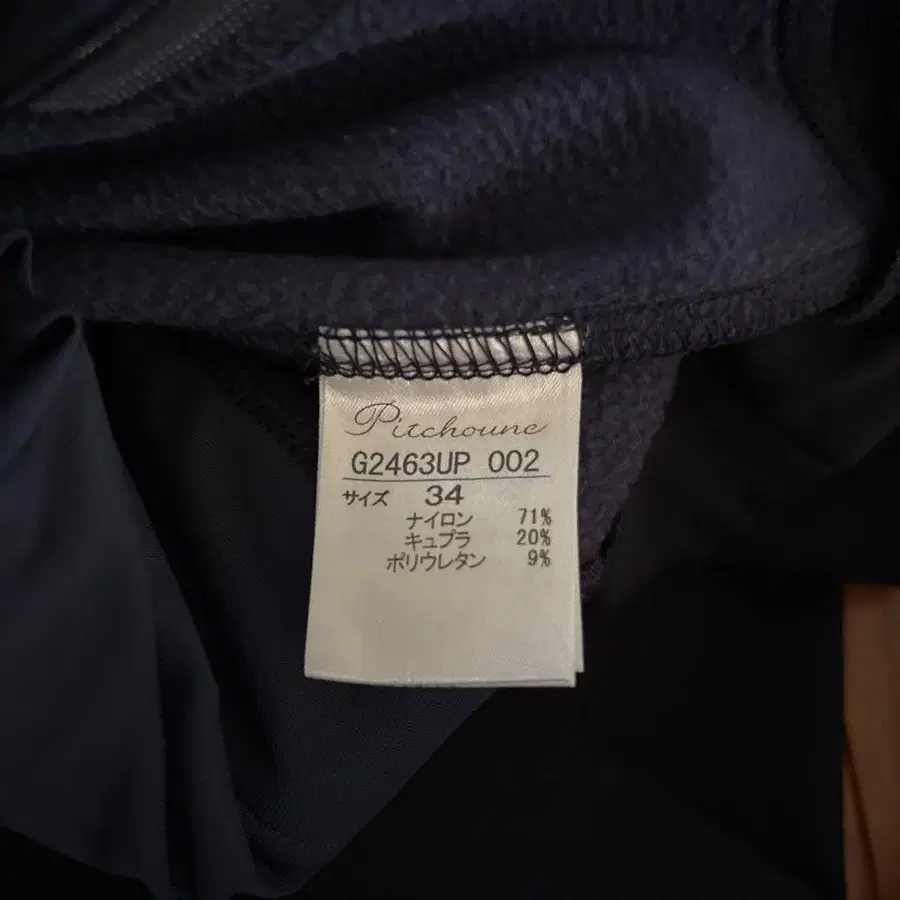 Pitchoune
G2463UP 002
サイズ 34
ナイロン 71%
キュプラ 20%
ポリウレタン 9%